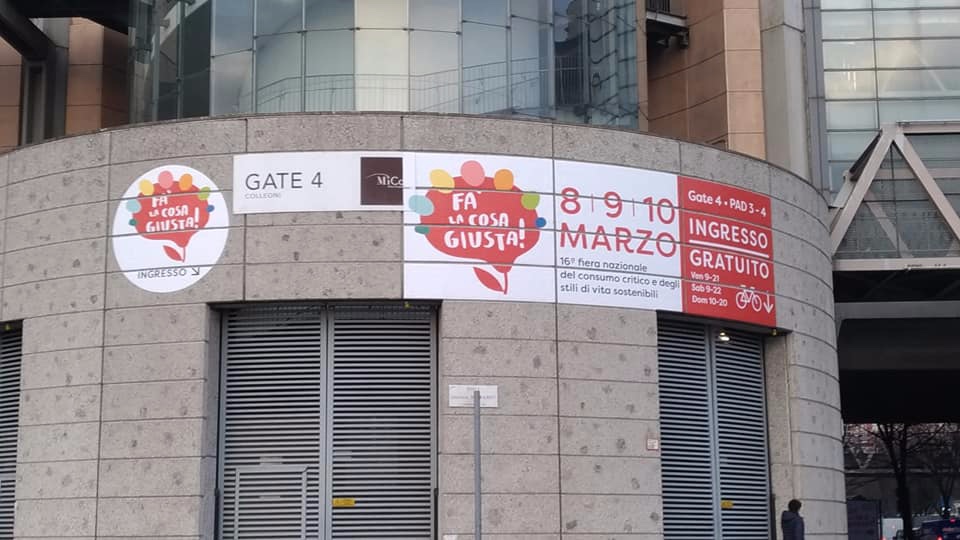 FA
LA COSA
GIUSTA!
INGRESSO
GATE 4
COLLEONI
MiCo
FA
LA COSA
GIUSTA!
8 | 9 | 10
MARZO
16ª fiera nazionale
del consumo critico e degli
stili di vita sostenibili
Gate 4 • PAD 3-4
INGRESSO
GRATUITO
Ven 9-21
Sab 9-22
Dom 10-20